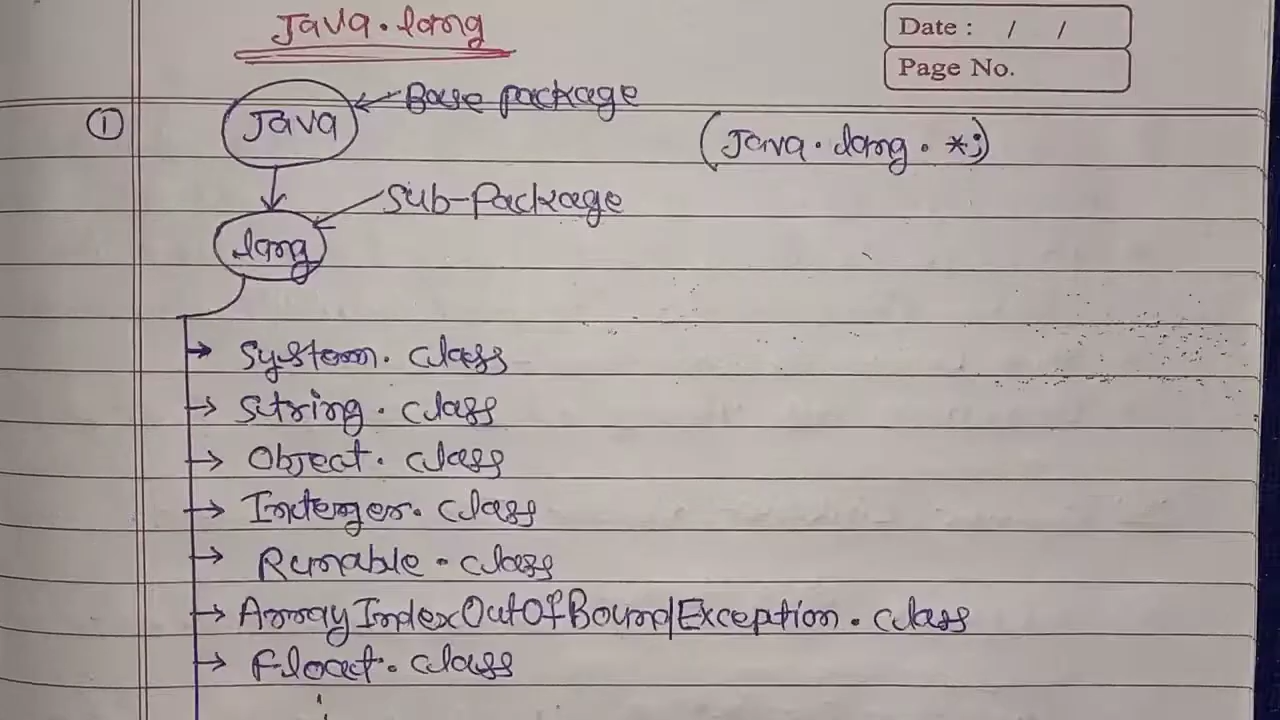 Java.lang
Date : / /
Page No.
① Java ← Base package
(Java.lang.*;)
Sub-Package
lang
→ System.class
→ String.class
→ Object.class
→ Integer.class
→ Runable.class
→ ArrayIndexOutOfBoundException.class
→ Float.class